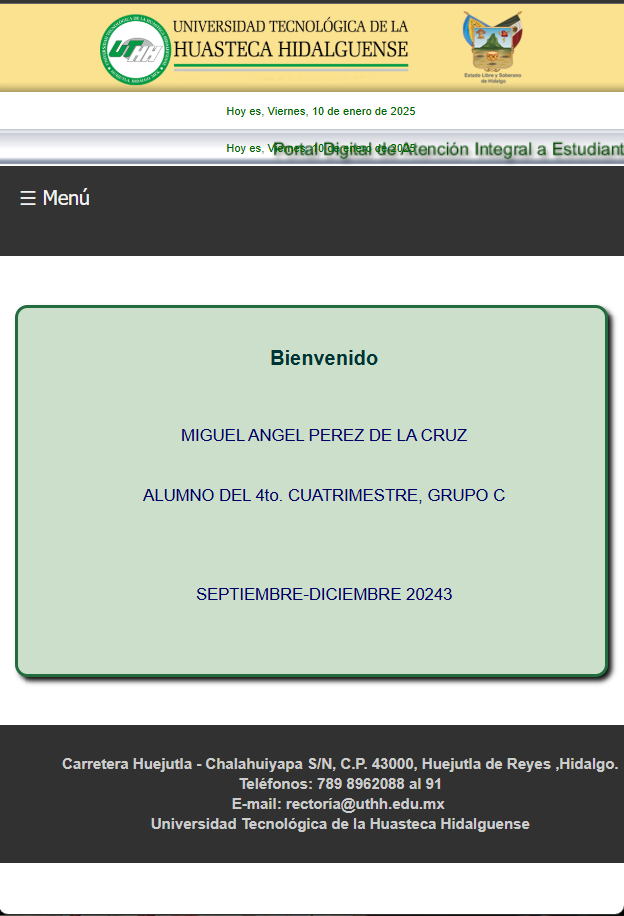 UNIVERSIDAD TECNOLÓGICA DE LA
HUASTECA HIDALGUENSE
UTHH
Estado Libre y Soberano
de Hidalgo
Hoy es, Viernes, 10 de enero de 2025
Hoy es, Viernes, 10 de enero de 2025
Portal Digital de Atención Integral a Estudiant
☰ Menú
Bienvenido
MIGUEL ANGEL PEREZ DE LA CRUZ
ALUMNO DEL 4to. CUATRIMESTRE, GRUPO C
SEPTIEMBRE-DICIEMBRE 20243
Carretera Huejutla - Chalahuiyapa S/N, C.P. 43000, Huejutla de Reyes ,Hidalgo.
Teléfonos: 789 8962088 al 91
E-mail: rectoría@uthh.edu.mx
Universidad Tecnológica de la Huasteca Hidalguense